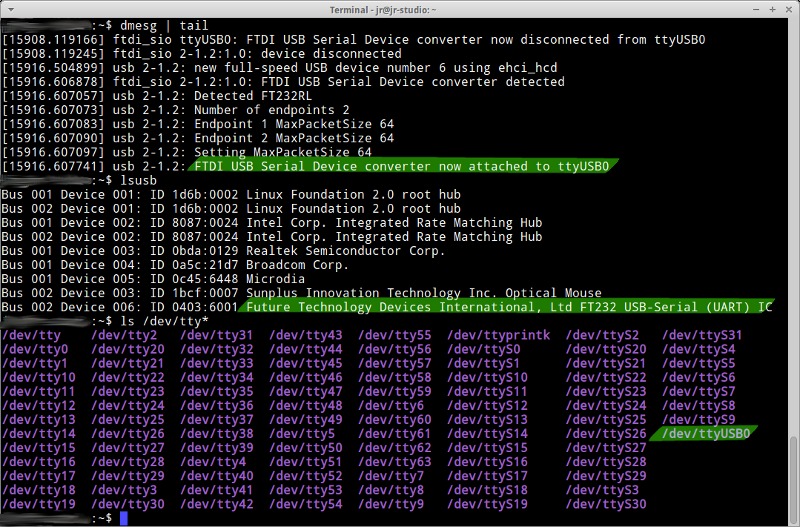 Terminal - jr@jr-studio: ~
:~$ dmesg | tail
[15908.119166] ftdi_sio ttyUSB0: FTDI USB Serial Device converter now disconnected from ttyUSB0
[15908.119245] ftdi_sio 2-1.2:1.0: device disconnected
[15916.504899] usb 2-1.2: new full-speed USB device number 6 using ehci_hcd
[15916.606878] ftdi_sio 2-1.2:1.0: FTDI USB Serial Device converter detected
[15916.607057] usb 2-1.2: Detected FT232RL
[15916.607073] usb 2-1.2: Number of endpoints 2
[15916.607083] usb 2-1.2: Endpoint 1 MaxPacketSize 64
[15916.607090] usb 2-1.2: Endpoint 2 MaxPacketSize 64
[15916.607097] usb 2-1.2: Setting MaxPacketSize 64
[15916.607741] usb 2-1.2: FTDI USB Serial Device converter now attached to ttyUSB0
:~$ lsusb
Bus 001 Device 001: ID 1d6b:0002 Linux Foundation 2.0 root hub
Bus 002 Device 001: ID 1d6b:0002 Linux Foundation 2.0 root hub
Bus 001 Device 002: ID 8087:0024 Intel Corp. Integrated Rate Matching Hub
Bus 002 Device 002: ID 8087:0024 Intel Corp. Integrated Rate Matching Hub
Bus 001 Device 003: ID 0bda:0129 Realtek Semiconductor Corp.
Bus 001 Device 004: ID 0a5c:21d7 Broadcom Corp.
Bus 001 Device 005: ID 0c45:6448 Microdia
Bus 002 Device 003: ID 1bcf:0007 Sunplus Innovation Technology Inc. Optical Mouse
Bus 002 Device 006: ID 0403:6001 Future Technology Devices International, Ltd FT232 USB-Serial (UART) IC
:~$ ls /dev/tty*
/dev/tty /dev/tty2 /dev/tty31 /dev/tty43 /dev/tty55 /dev/ttyprintk /dev/ttyS2 /dev/ttyS31
/dev/tty0 /dev/tty20 /dev/tty32 /dev/tty44 /dev/tty56 /dev/ttyS0 /dev/ttyS20 /dev/ttyS4
/dev/tty1 /dev/tty21 /dev/tty33 /dev/tty45 /dev/tty57 /dev/ttyS1 /dev/ttyS21 /dev/ttyS5
/dev/tty10 /dev/tty22 /dev/tty34 /dev/tty46 /dev/tty58 /dev/ttyS10 /dev/ttyS22 /dev/ttyS6
/dev/tty11 /dev/tty23 /dev/tty35 /dev/tty47 /dev/tty59 /dev/ttyS11 /dev/ttyS23 /dev/ttyS7
/dev/tty12 /dev/tty24 /dev/tty36 /dev/tty48 /dev/tty6 /dev/ttyS12 /dev/ttyS24 /dev/ttyS8
/dev/tty13 /dev/tty25 /dev/tty37 /dev/tty49 /dev/tty60 /dev/ttyS13 /dev/ttyS25 /dev/ttyS9
/dev/tty14 /dev/tty26 /dev/tty38 /dev/tty5 /dev/tty61 /dev/ttyS14 /dev/ttyS26 /dev/ttyUSB0
/dev/tty15 /dev/tty27 /dev/tty39 /dev/tty50 /dev/tty62 /dev/ttyS15 /dev/ttyS27
/dev/tty16 /dev/tty28 /dev/tty4 /dev/tty51 /dev/tty63 /dev/ttyS16 /dev/ttyS28
/dev/tty17 /dev/tty29 /dev/tty40 /dev/tty52 /dev/tty7 /dev/ttyS17 /dev/ttyS29
/dev/tty18 /dev/tty3 /dev/tty41 /dev/tty53 /dev/tty8 /dev/ttyS18 /dev/ttyS3
/dev/tty19 /dev/tty30 /dev/tty42 /dev/tty54 /dev/tty9 /dev/ttyS19 /dev/ttyS30
:~$